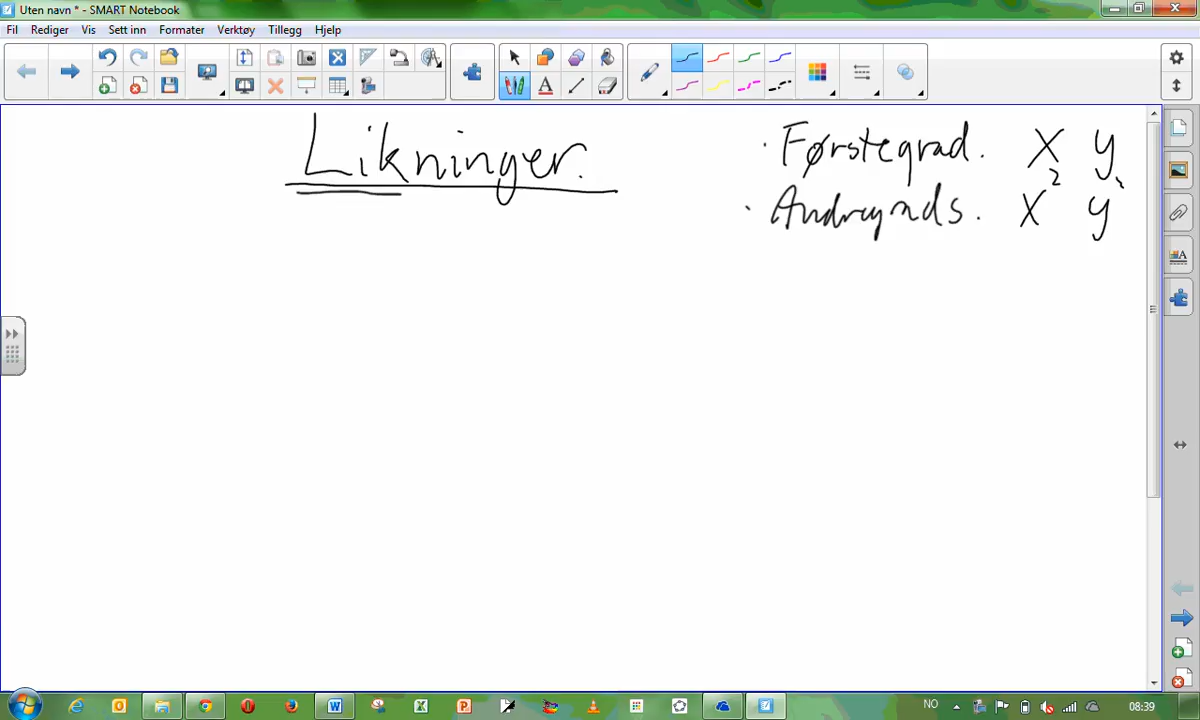 Uten navn * - SMART Notebook
Fil Rediger Vis Sett inn Formater Verktøy Tillegg Hjelp
Likninger.
· Førstegrad. X y
· Andregrads. X² y²
NO 08:39